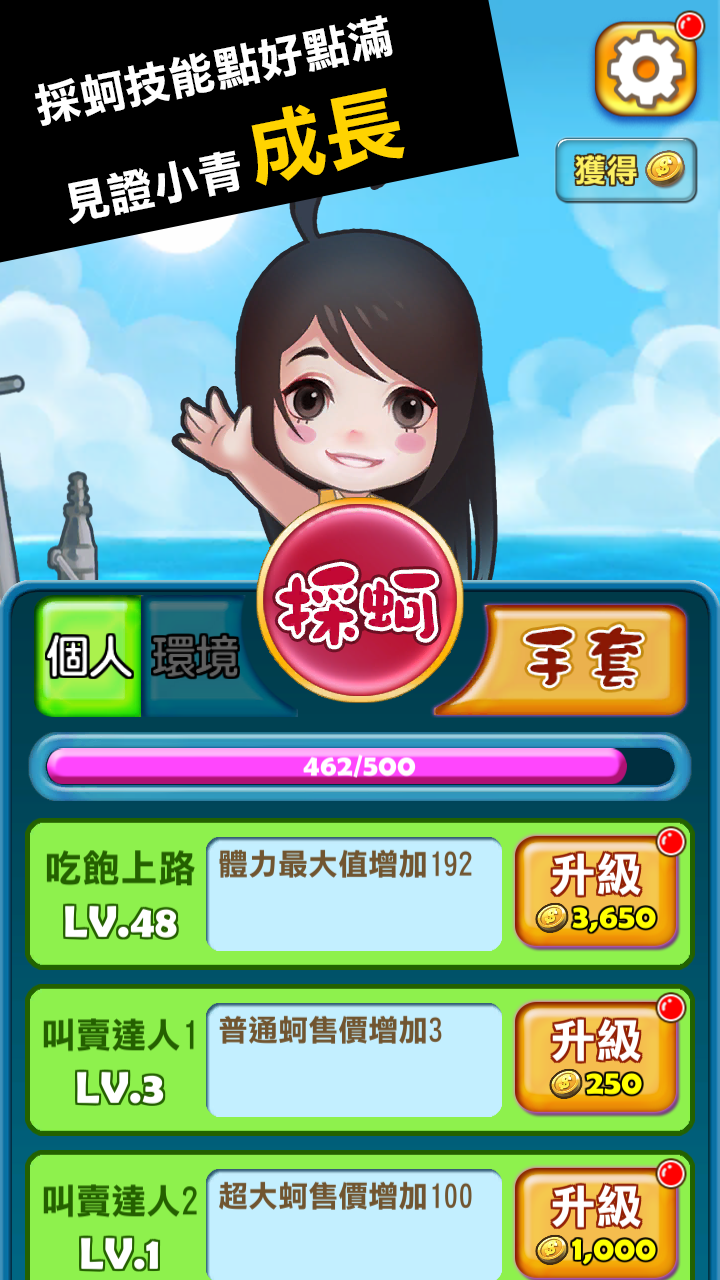 採蚵技能點好點滿
見證小青成長
獲得
採蚵
個人
環境
手套
462/500
吃飽上路
LV.48
體力最大值增加192
升級
3,650
叫賣達人1
LV.3
普通蚵售價增加3
升級
250
叫賣達人2
LV.1
超大蚵售價增加100
升級
1,000